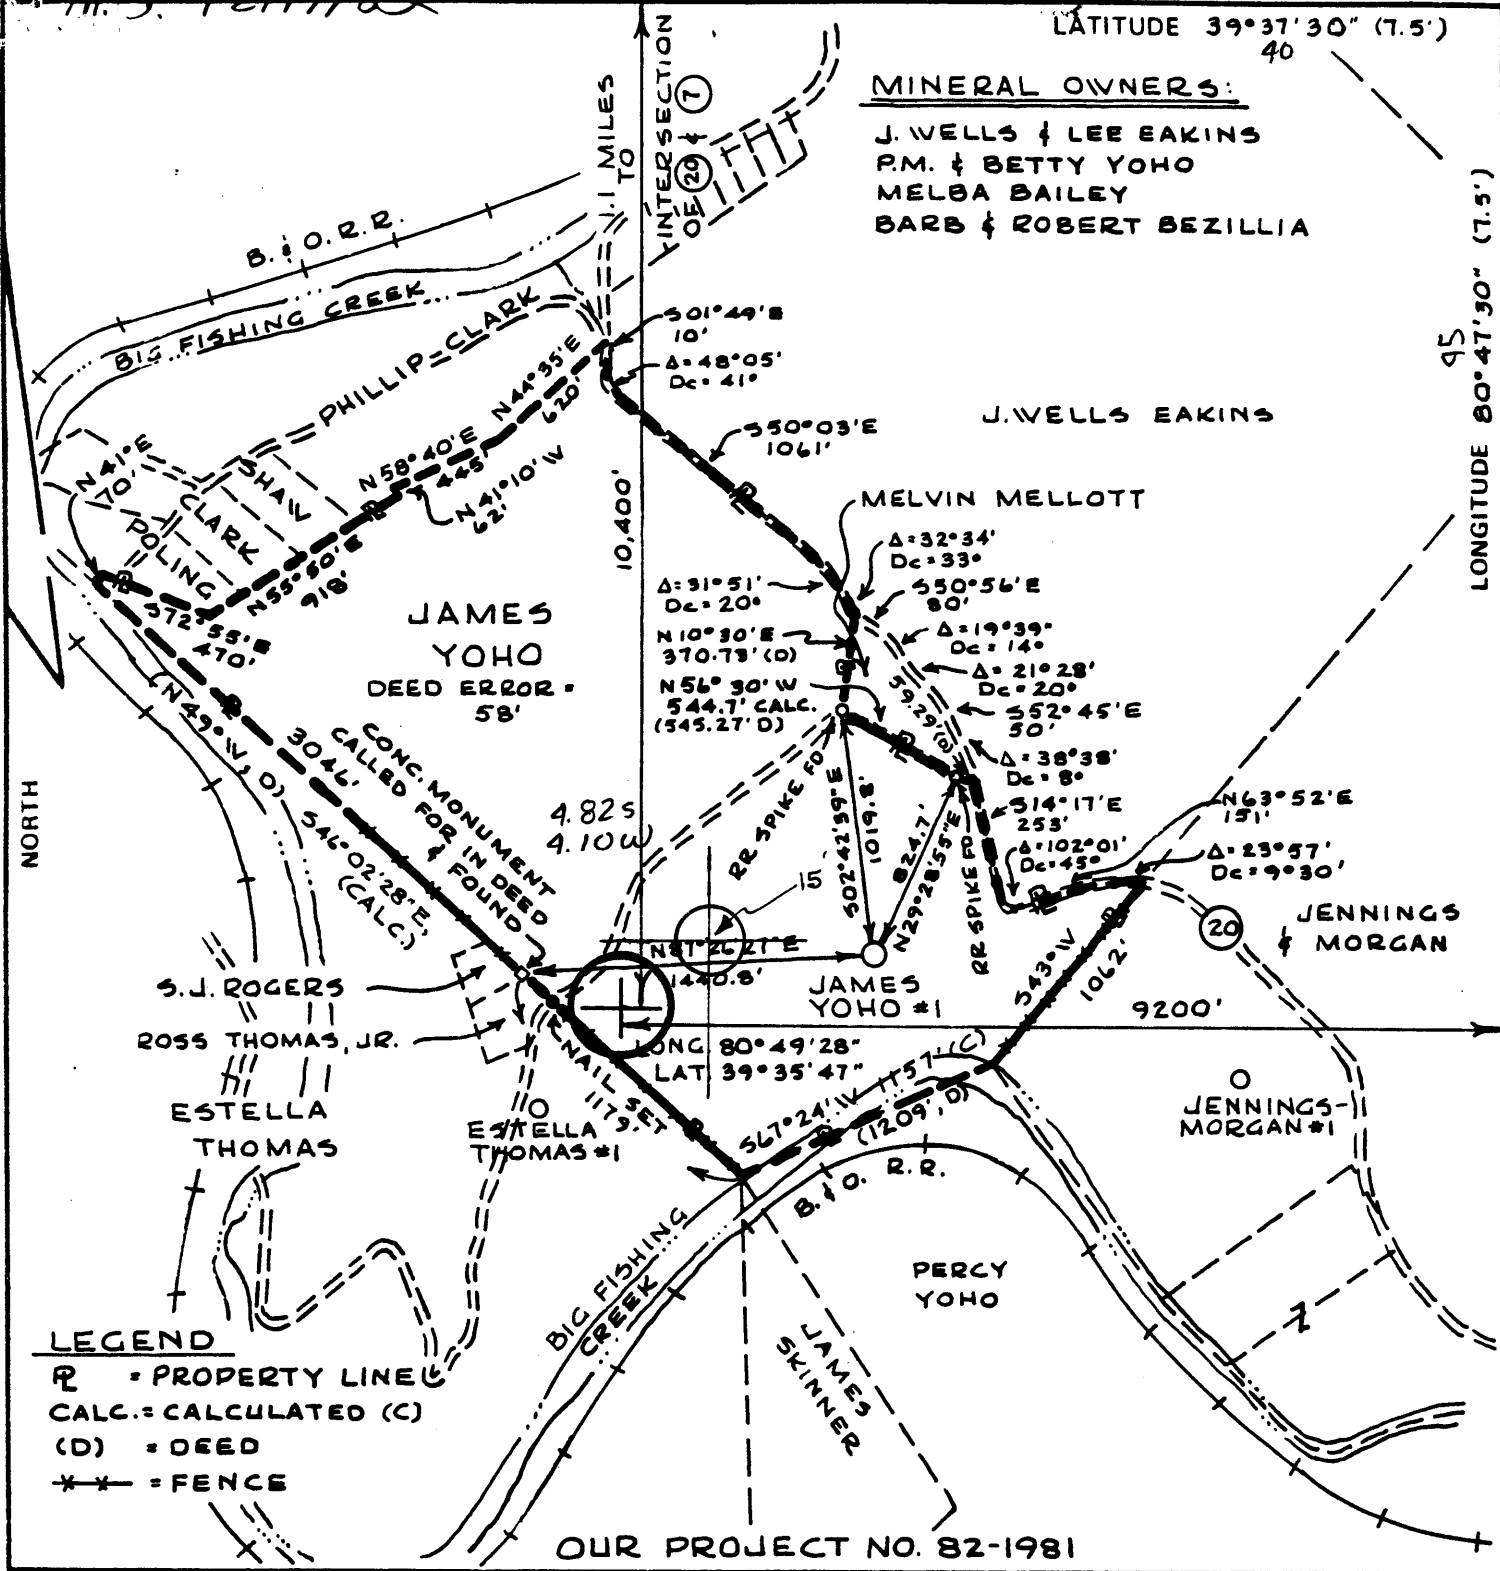 LATITUDE 39°37'30" (7.5')
40
MINERAL OWNERS:
J. WELLS & LEE EAKINS
P.M. & BETTY YOHO
MELBA BAILEY
BARB & ROBERT BEZILLIA
LONGITUDE 80°47'30" (7.5')
45
.1 MILES
TO
INTERSECTION
OF 20 & 7
B. & O. R.R.
BIG FISHING CREEK
PHILLIP CLARK
N44°35'E
620'
S01°49'E
10'
Δ=48°05'
Dc=41°
J. WELLS EAKINS
S50°03'E
1061'
N58°40'E
445'
N41°10'W
62'
N41°E
70'
SHAW
CLARK
POLING
N55°50'E
918'
S72°55'E
470'
10,400'
MELVIN MELLOTT
Δ=32°34'
Dc=33°
Δ=31°51'
Dc=20°
S50°56'E
80'
Δ=19°39'
Dc=14°
N10°30'E
370.73'(D)
Δ=21°28'
Dc=20°
N56°30'W
544.7' CALC.
(545.27'D)
59.29'(D)
S52°45'E
50'
Δ=38°38'
Dc=8°
JAMES
YOHO
DEED ERROR =
58'
(N49°W, D)
3046'
S46°02'28"E,
(CALC.)
CONC. MONUMENT
CALLED FOR IN DEED
& FOUND
4.82s
4.10W
RR SPIKE FD
S02°42'59"E
1019.8'
824.7'
N29°28'55"E
RR SPIKE FD
S14°17'E
253'
N63°52'E
151'
Δ=102°01'
Dc=45°
Δ=23°57'
Dc=9°30'
15
NORTH
20
JENNINGS
& MORGAN
N87°26'27"E
1440.8'
JAMES
YOHO #1
S43°W
1062'
9200'
S.J. ROGERS
ROSS THOMAS, JR.
LONG 80°49'28"
LAT 39°35'47"
NAIL SET
1179'
S67°24'W 1157'(C)
(1209', D)
ESTELLA
THOMAS
ESTELLA
THOMAS #1
JENNINGS-
MORGAN #1
B. & O. R.R.
BIG FISHING
CREEK
PERCY
YOHO
JAMES
SKINNER
LEGEND
PL = PROPERTY LINE
CALC. = CALCULATED (C)
(D) = DEED
= FENCE
OUR PROJECT NO. 82-1981